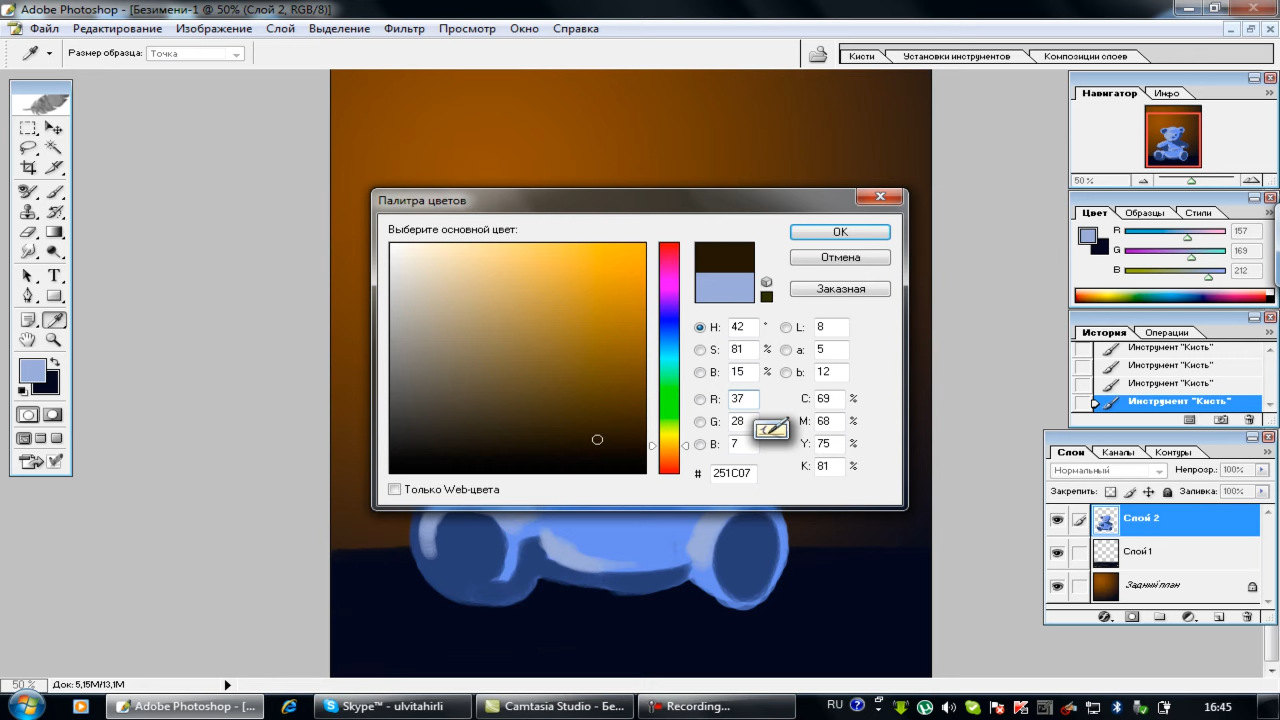 Adobe Photoshop - [Безимени-1 @ 50% (Слой 2, RGB/8)]
Файл Редактирование Изображение Слой Выделение Фильтр Просмотр Окно Справка
Размер образца: Точка
Кисти Установки инструментов Композиции слоев
Навигатор Инфо
50 %
Цвет Образцы Стили
R 157
G 169
B 212
История Операции
Инструмент "Кисть"
Инструмент "Кисть"
Инструмент "Кисть"
Инструмент "Кисть"
Слои Каналы Контуры
Нормальный Непрозр.: 100%
Закрепить: Заливка: 100%
Слой 2
Слой 1
Задний план
Палитра цветов
Выберите основной цвет:
OK
Отмена
Заказная
H: 42 ° L: 8
S: 81 % a: 5
B: 15 % b: 12
R: 37 C: 69 %
G: 28 M: 68 %
B: 7 Y: 75 %
K: 81 %
# 251C07
Только Web-цвета
50 % Док: 5,15M/13,1M
Adobe Photoshop - [...
Skype™ - ulvitahirli
Camtasia Studio - Бе...
Recording...
RU
16:45